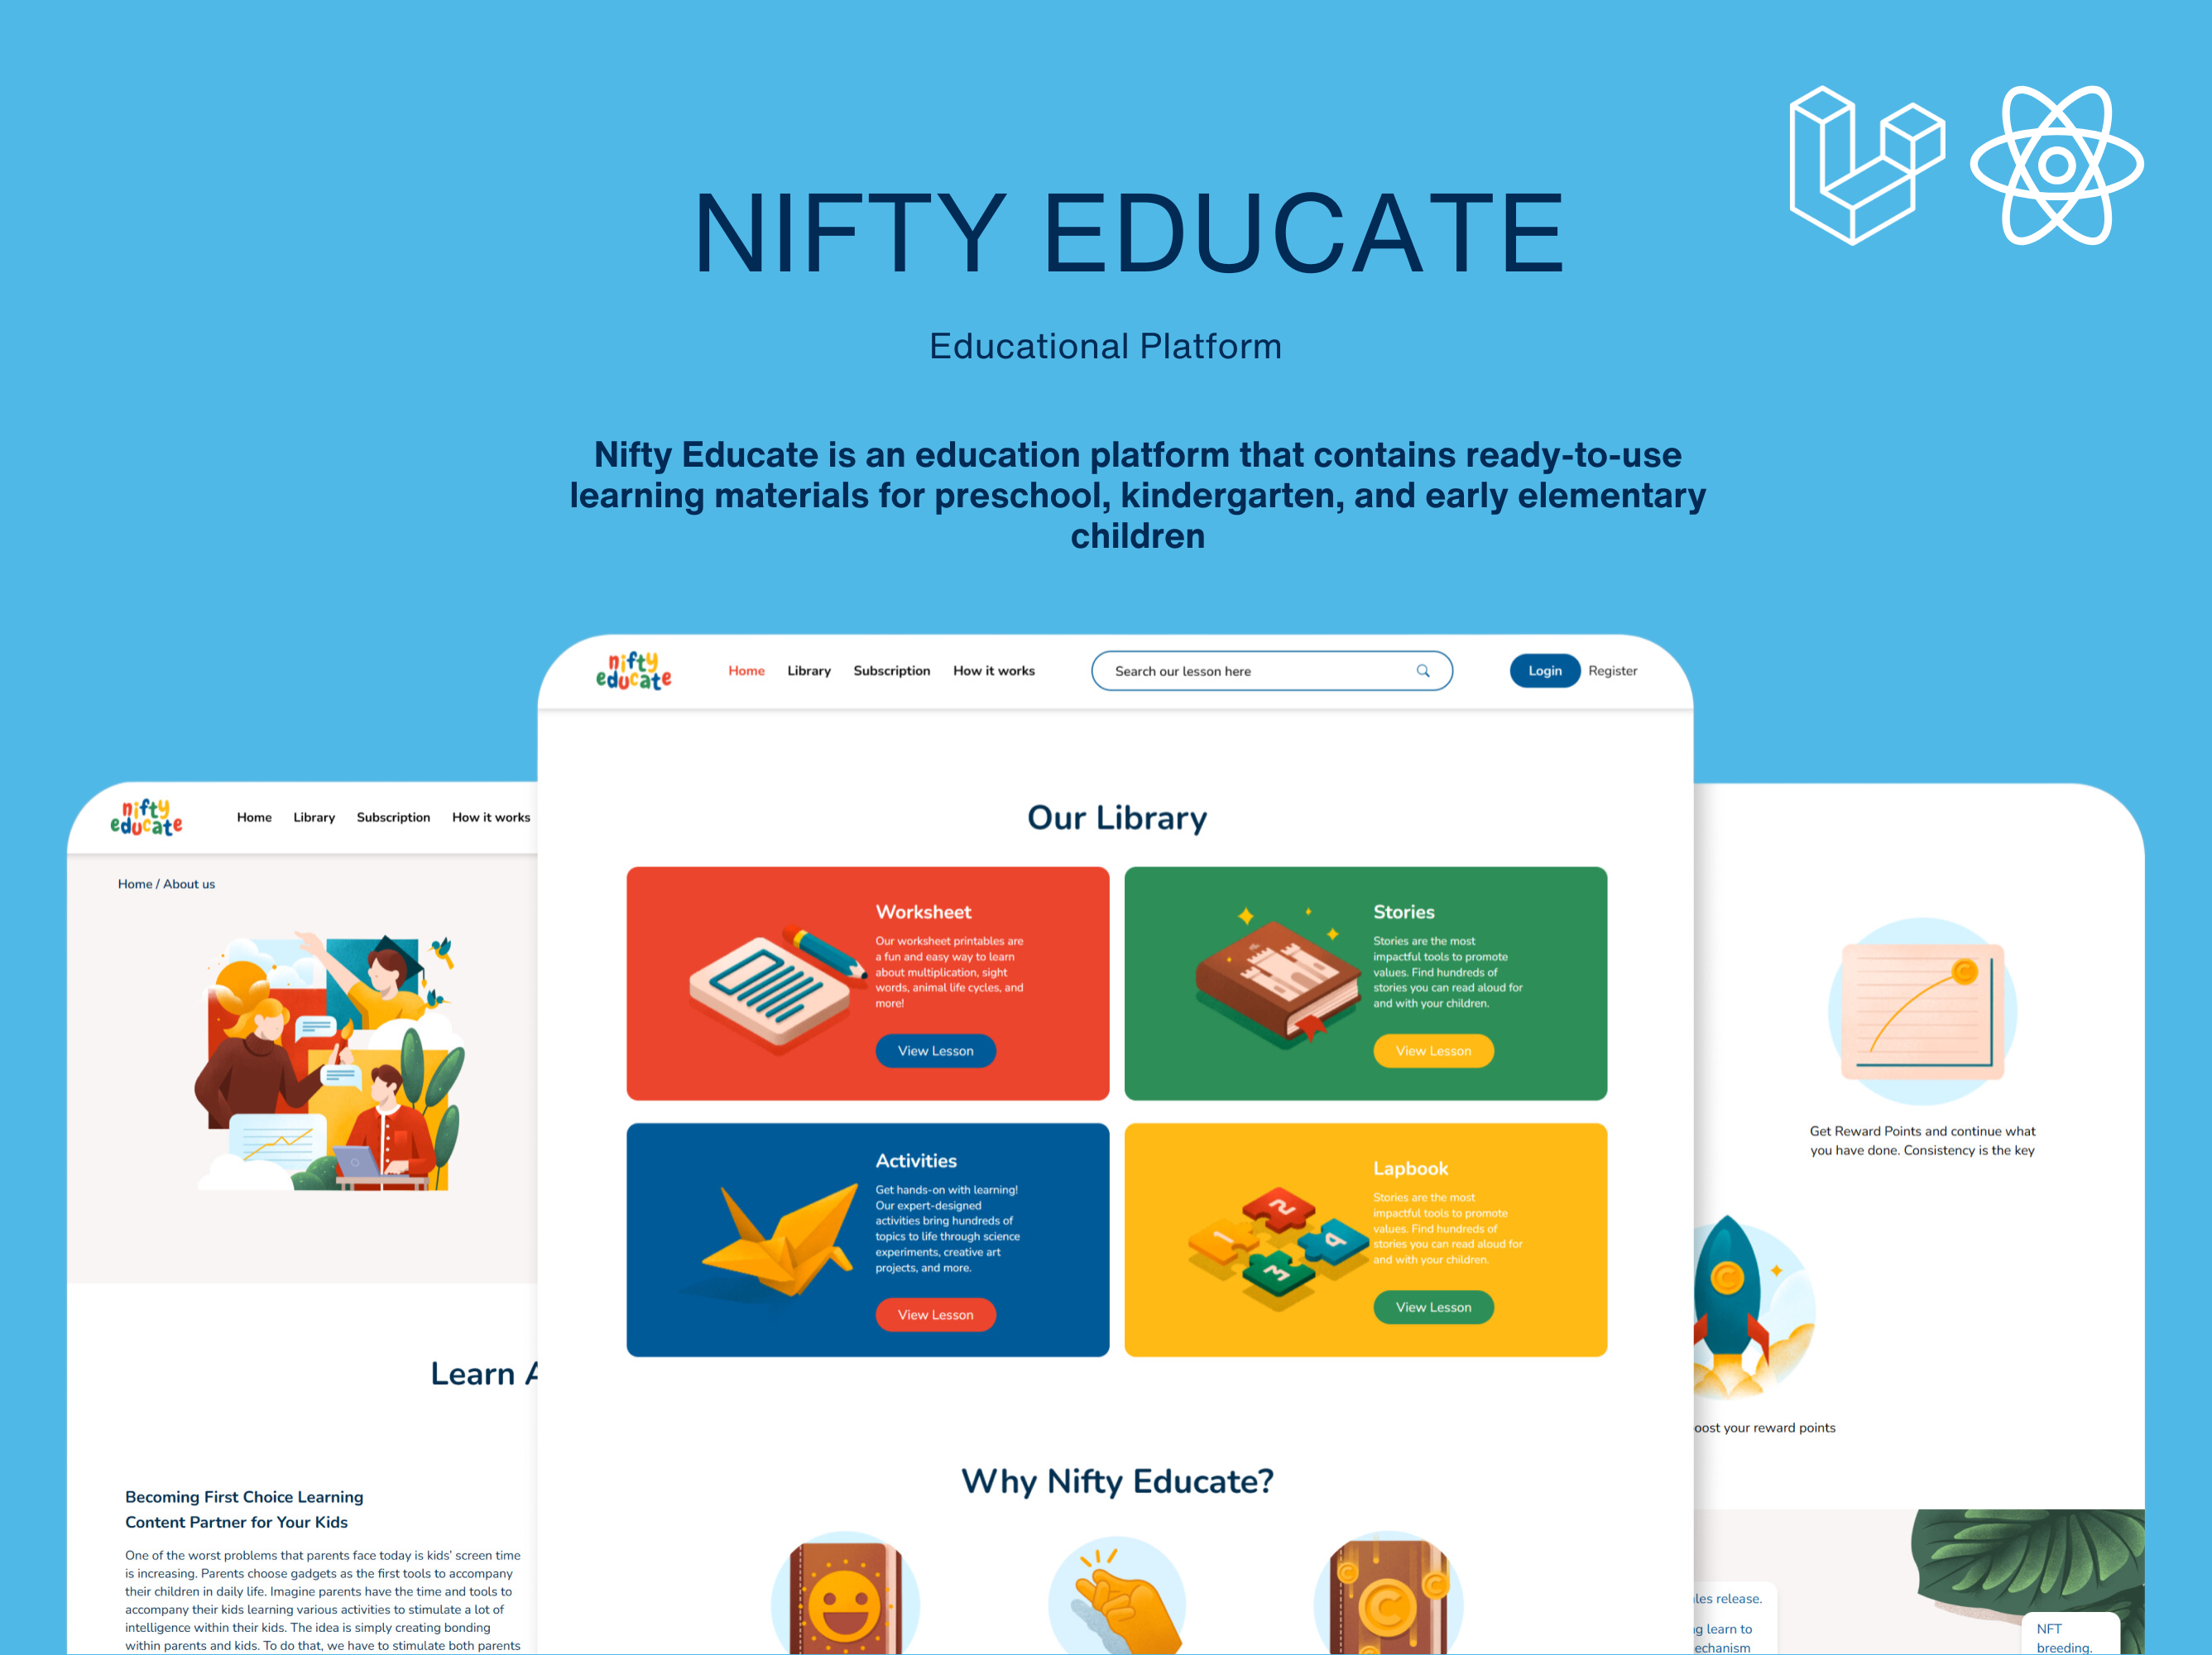 NIFTY EDUCATE
Educational Platform
Nifty Educate is an education platform that contains ready-to-use
learning materials for preschool, kindergarten, and early elementary
children
nifty
educate
Home
Library
Subscription
How it works
Search our lesson here
Login
Register
Our Library
Worksheet
Our worksheet printables are
a fun and easy way to learn
about multiplication, sight
words, animal life cycles, and
more!
View Lesson
Stories
Stories are the most
impactful tools to promote
values. Find hundreds of
stories you can read aloud for
and with your children.
View Lesson
Activities
Get hands-on with learning!
Our expert-designed
activities bring hundreds of
topics to life through science
experiments, creative art
projects, and more.
View Lesson
1
2
3
4
Lapbook
Stories are the most
impactful tools to promote
values. Find hundreds of
stories you can read aloud for
and with your children.
View Lesson
Why Nifty Educate?
C
C
C
nifty
educate
Home
Library
Subscription
How it works
Home / About us
Learn A
Becoming First Choice Learning
Content Partner for Your Kids
One of the worst problems that parents face today is kids' screen time
is increasing. Parents choose gadgets as the first tools to accompany
their children in daily life. Imagine parents have the time and tools to
accompany their kids learning various activities to stimulate a lot of
intelligence within their kids. The idea is simply creating bonding
within parents and kids. To do that, we have to stimulate both parents
C
Get Reward Points and continue what
you have done. Consistency is the key
C
oost your reward points
les release.
g learn to
echanism
NFT
breeding.